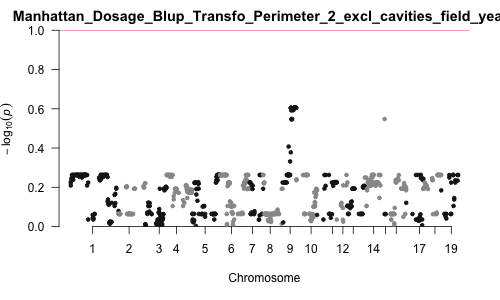 Manhattan_Dosage_Blup_Transfo_Perimeter_2_excl_cavities_field_yea
1.0
0.8
0.6
0.4
0.2
0.0
− log10(p)
1 2 3 4 5 6 7 8 9 10 12 14 17 19
Chromosome